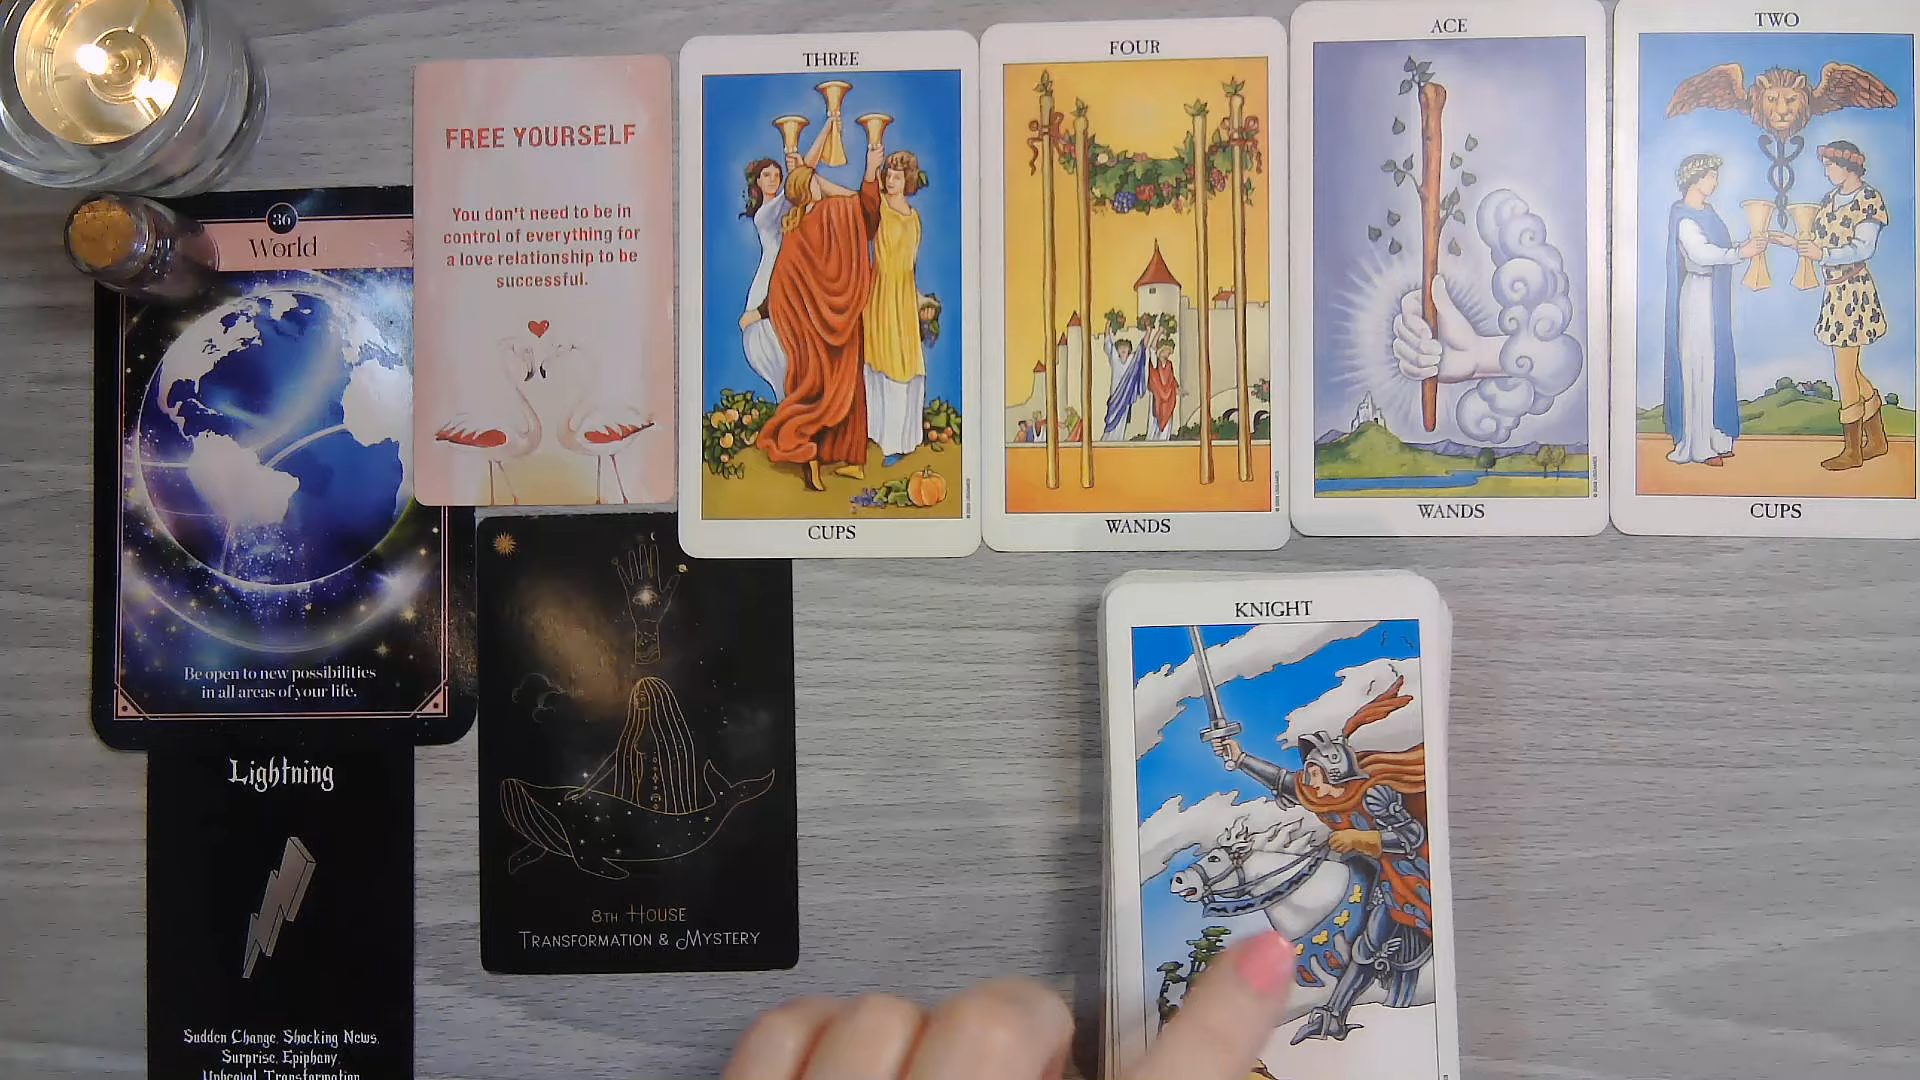 36
World
Be open to new possibilities
in all areas of your life.
FREE YOURSELF
You don't need to be in
control of everything for
a love relationship to be
successful.
THREE
CUPS
FOUR
WANDS
ACE
WANDS
TWO
CUPS
Lightning
Sudden Change, Shocking News,
Surprise, Epiphany,
Upheaval, Transformation
8TH HOUSE
TRANSFORMATION & MYSTERY
KNIGHT